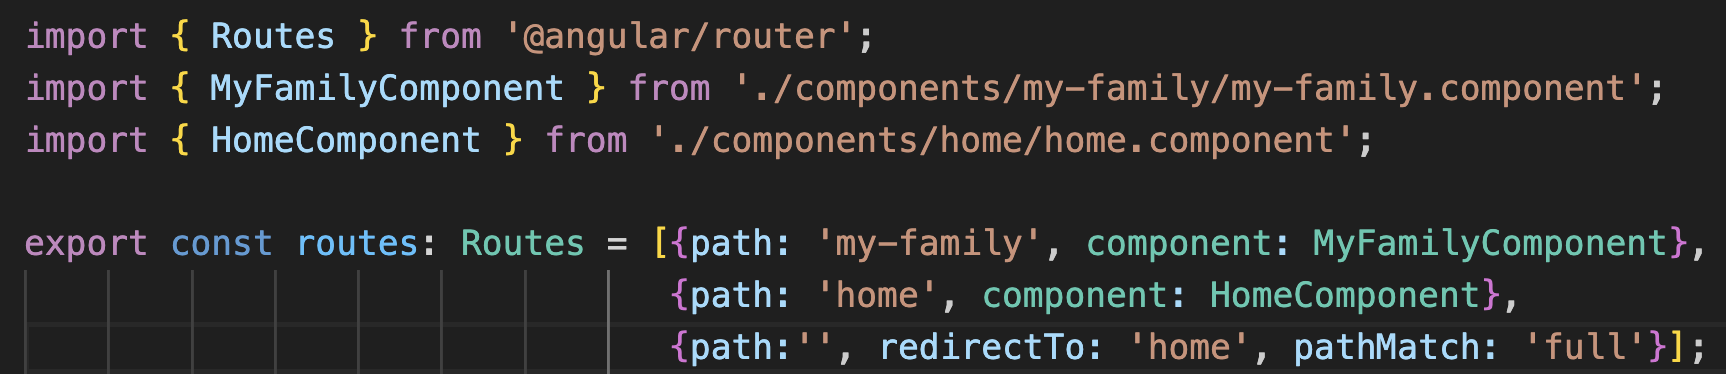 import { Routes } from '@angular/router';
import { MyFamilyComponent } from './components/my-family/my-family.component';
import { HomeComponent } from './components/home/home.component';
export const routes: Routes = [{path: 'my-family', component: MyFamilyComponent},
{path: 'home', component: HomeComponent},
{path:'', redirectTo: 'home', pathMatch: 'full'}];